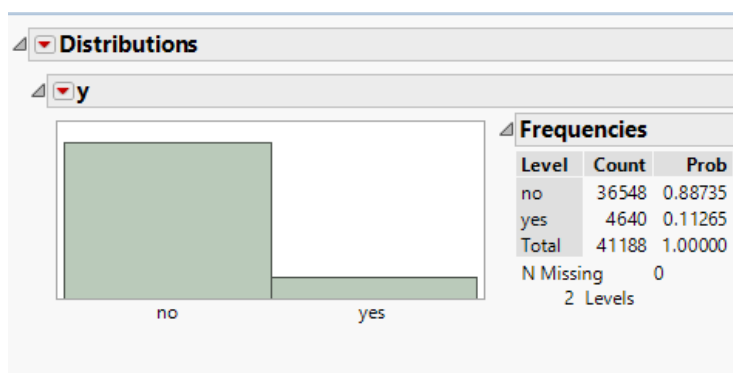 Distributions
y
no yes
Frequencies
Level Count Prob
no 36548 0.88735
yes 4640 0.11265
Total 41188 1.00000
N Missing 0
2 Levels